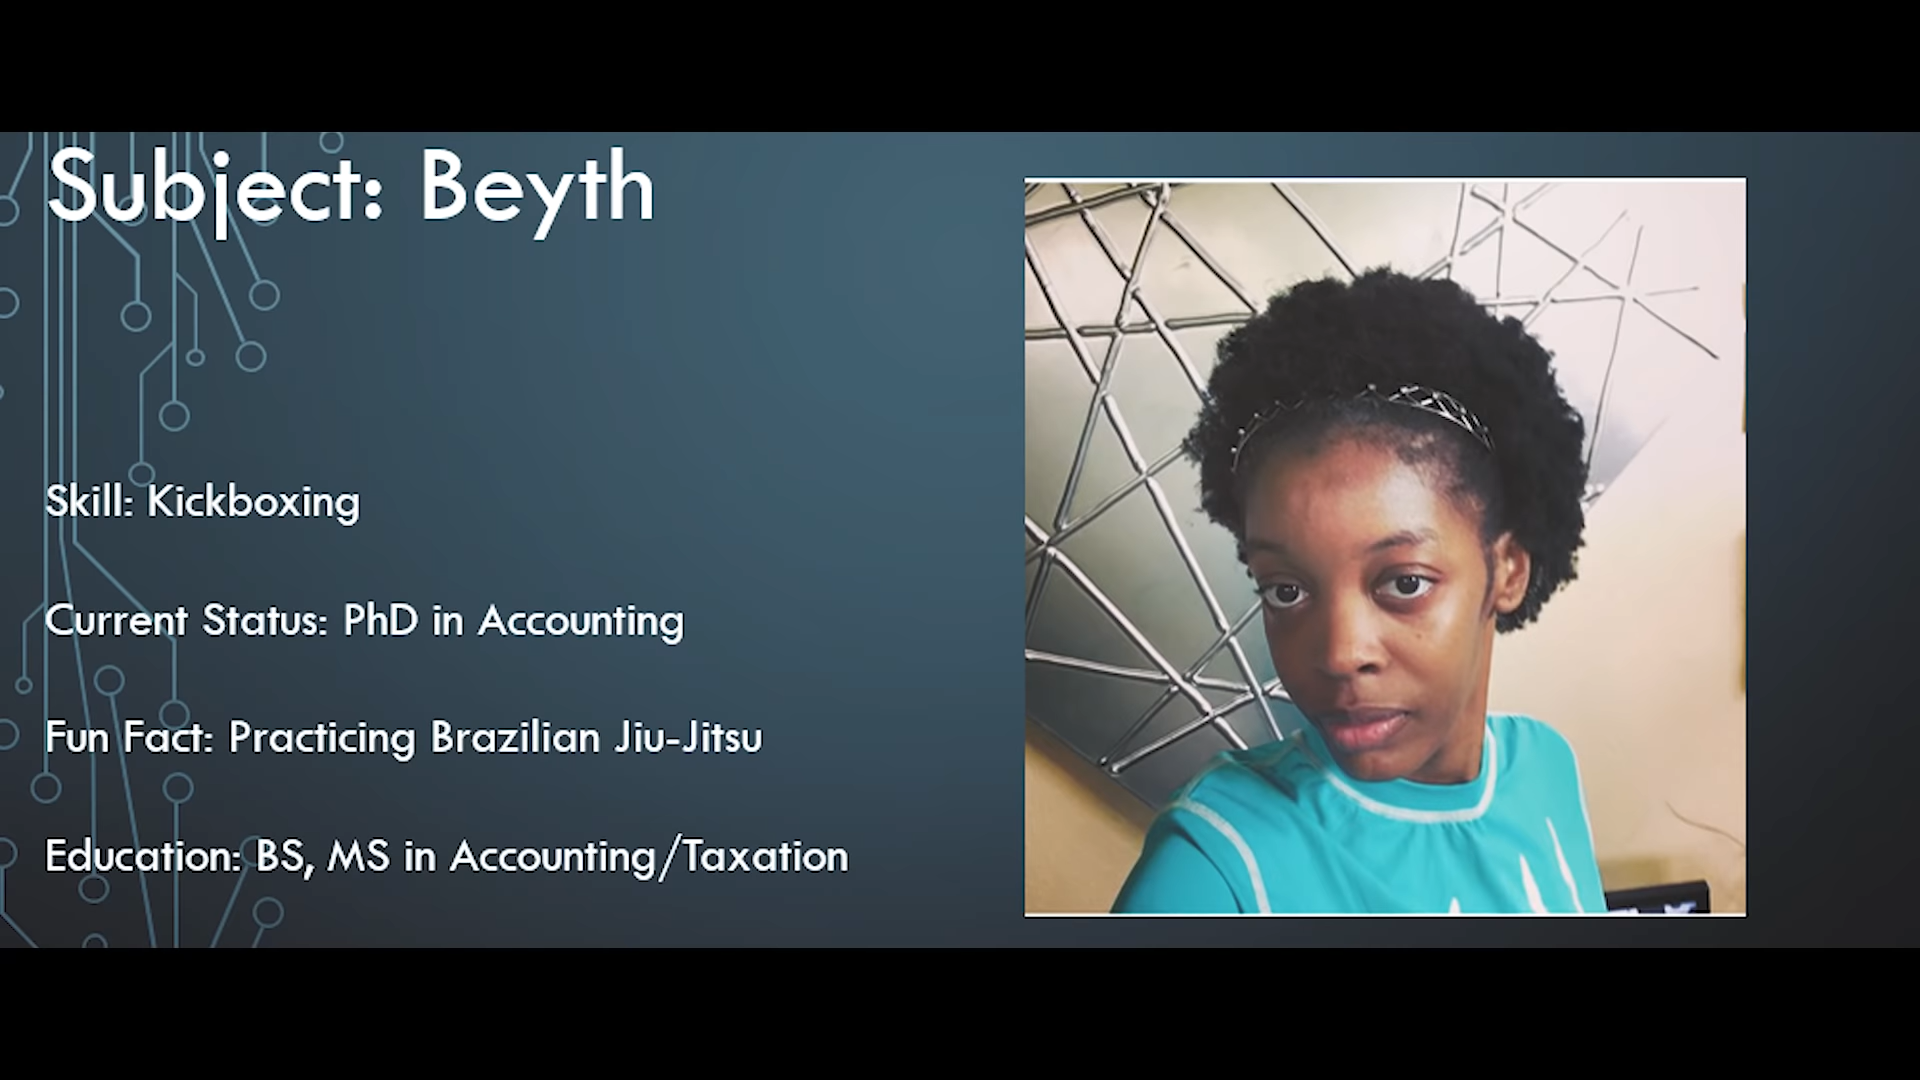 Subject: Beyth
Skill: Kickboxing
Current Status: PhD in Accounting
Fun Fact: Practicing Brazilian Jiu-Jitsu
Education: BS, MS in Accounting/Taxation